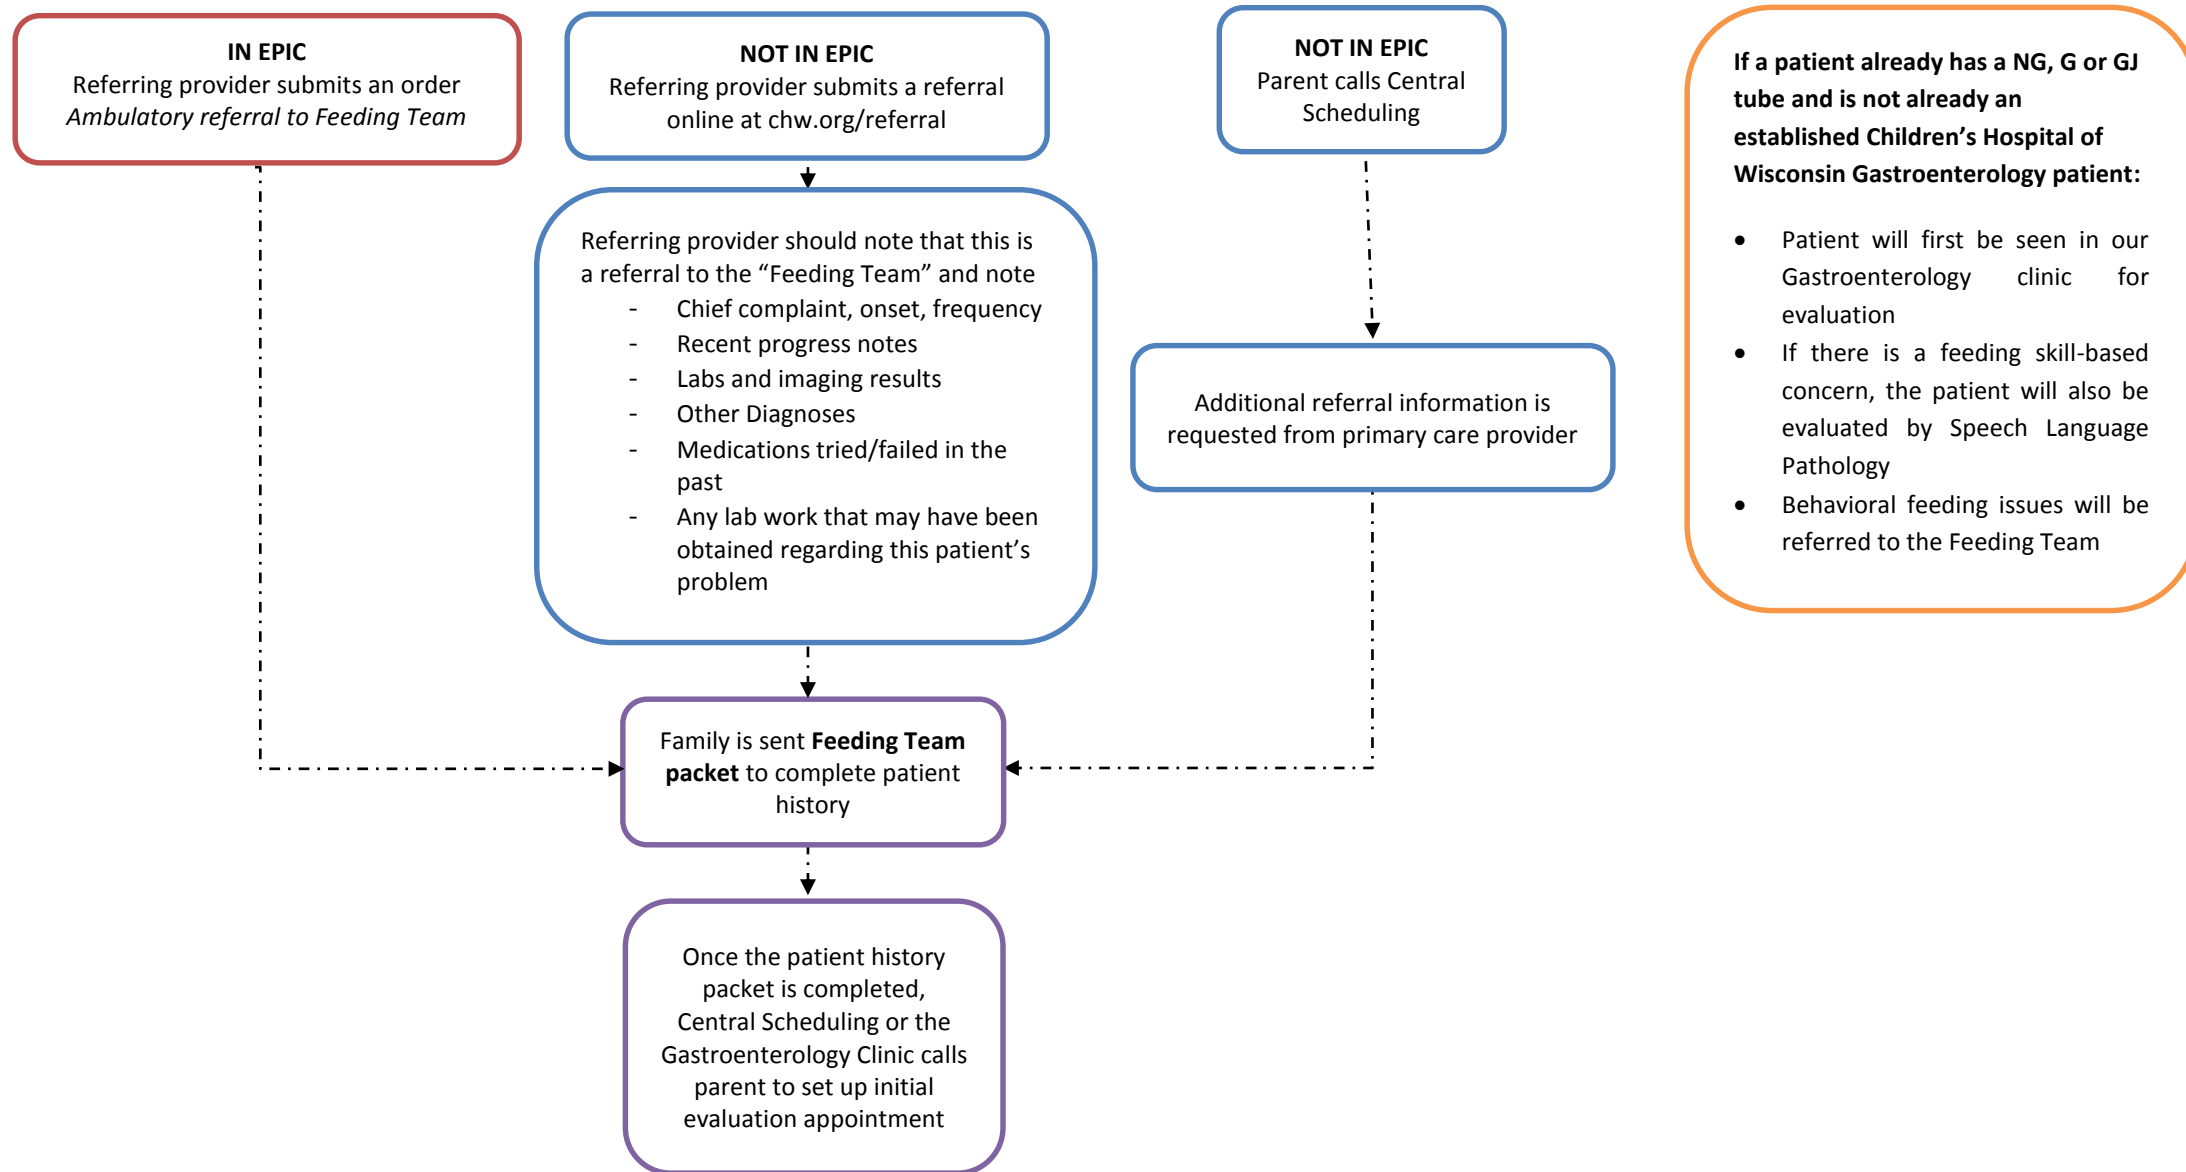 IN EPIC
Referring provider submits an order
Ambulatory referral to Feeding Team
NOT IN EPIC
Referring provider submits a referral
online at chw.org/referral
NOT IN EPIC
Parent calls Central
Scheduling
If a patient already has a NG, G or GJ
tube and is not already an
established Children’s Hospital of
Wisconsin Gastroenterology patient:
• Patient will first be seen in our
Gastroenterology clinic for
evaluation
• If there is a feeding skill-based
concern, the patient will also be
evaluated by Speech Language
Pathology
• Behavioral feeding issues will be
referred to the Feeding Team
Referring provider should note that this is
a referral to the “Feeding Team” and note
- Chief complaint, onset, frequency
- Recent progress notes
- Labs and imaging results
- Other Diagnoses
- Medications tried/failed in the
past
- Any lab work that may have been
obtained regarding this patient’s
problem
Additional referral information is
requested from primary care provider
Family is sent Feeding Team
packet to complete patient
history
Once the patient history
packet is completed,
Central Scheduling or the
Gastroenterology Clinic calls
parent to set up initial
evaluation appointment